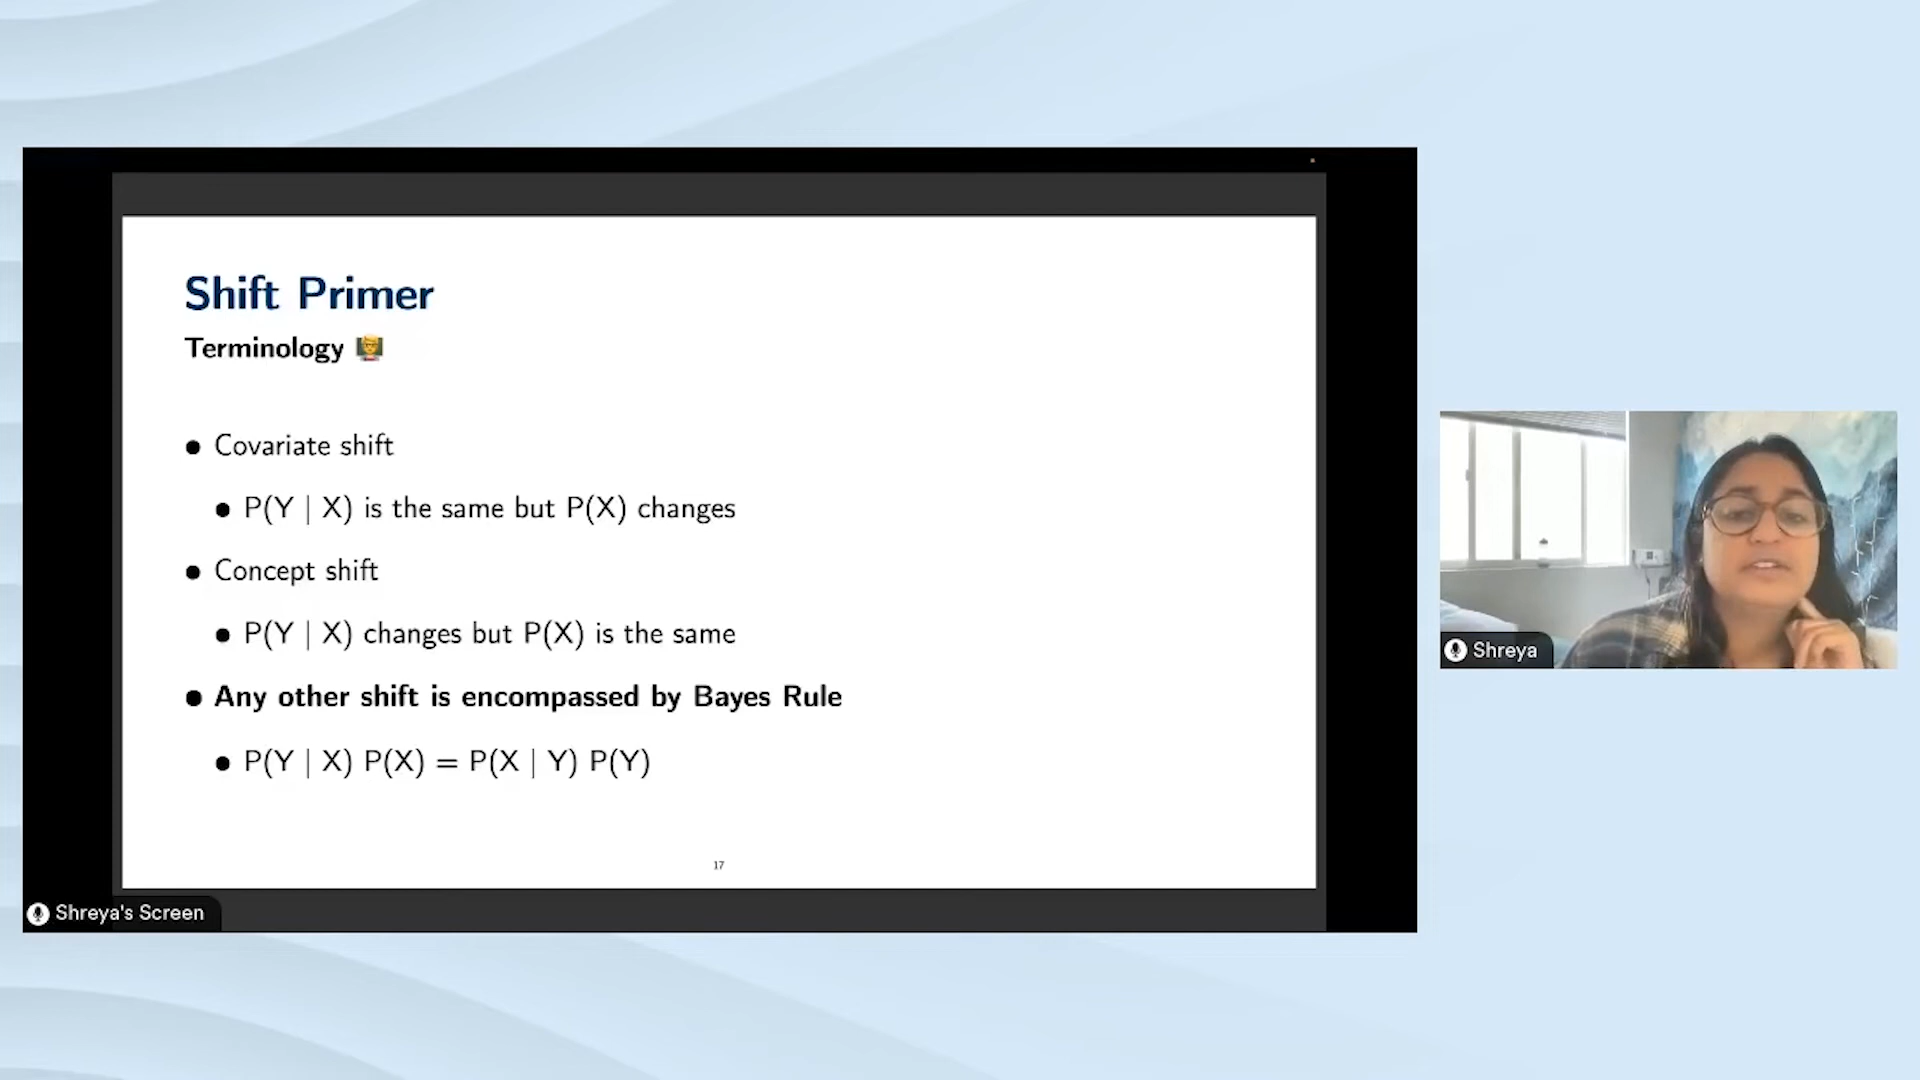 Shift Primer
Terminology
• Covariate shift
• P(Y | X) is the same but P(X) changes
• Concept shift
• P(Y | X) changes but P(X) is the same
• Any other shift is encompassed by Bayes Rule
• P(Y | X) P(X) = P(X | Y) P(Y)
17
Shreya's Screen
Shreya